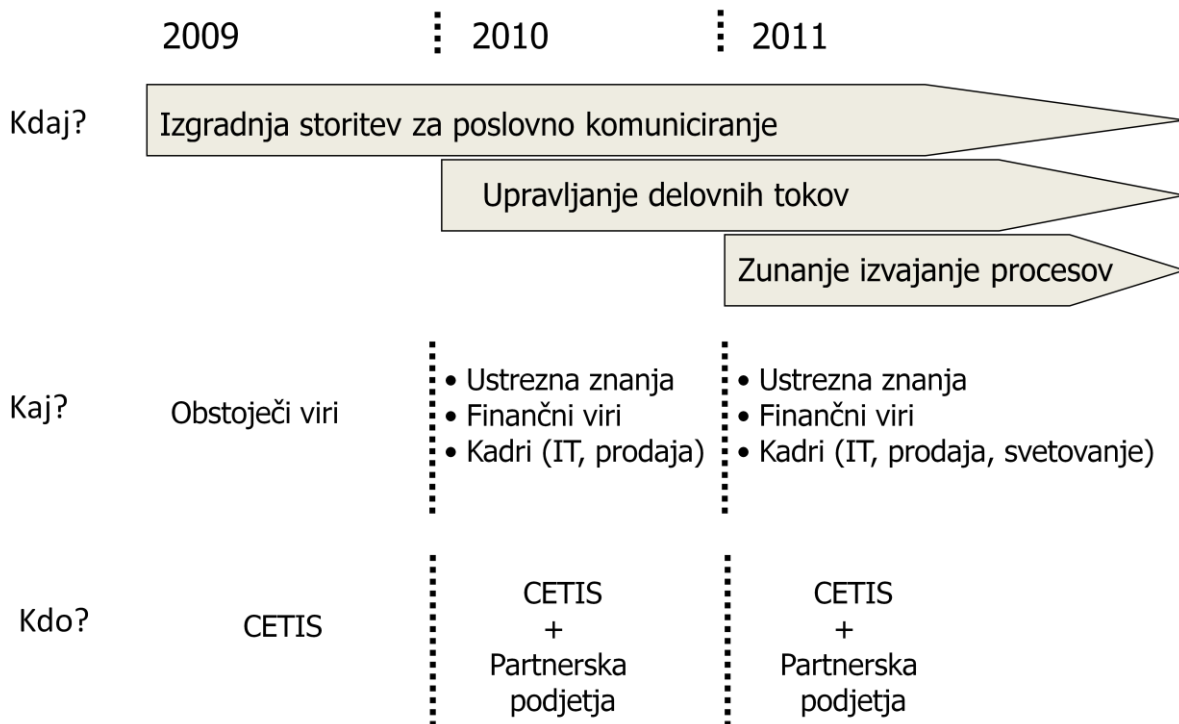 2009
2010
2011
Kdaj?
Izgradnja storitev za poslovno komuniciranje
Upravljanje delovnih tokov
Zunanje izvajanje procesov
Kaj?
Obstoječi viri
• Ustrezna znanja
• Finančni viri
• Kadri (IT, prodaja)
• Ustrezna znanja
• Finančni viri
• Kadri (IT, prodaja, svetovanje)
Kdo?
CETIS
CETIS
+
Partnerska
podjetja
CETIS
+
Partnerska
podjetja